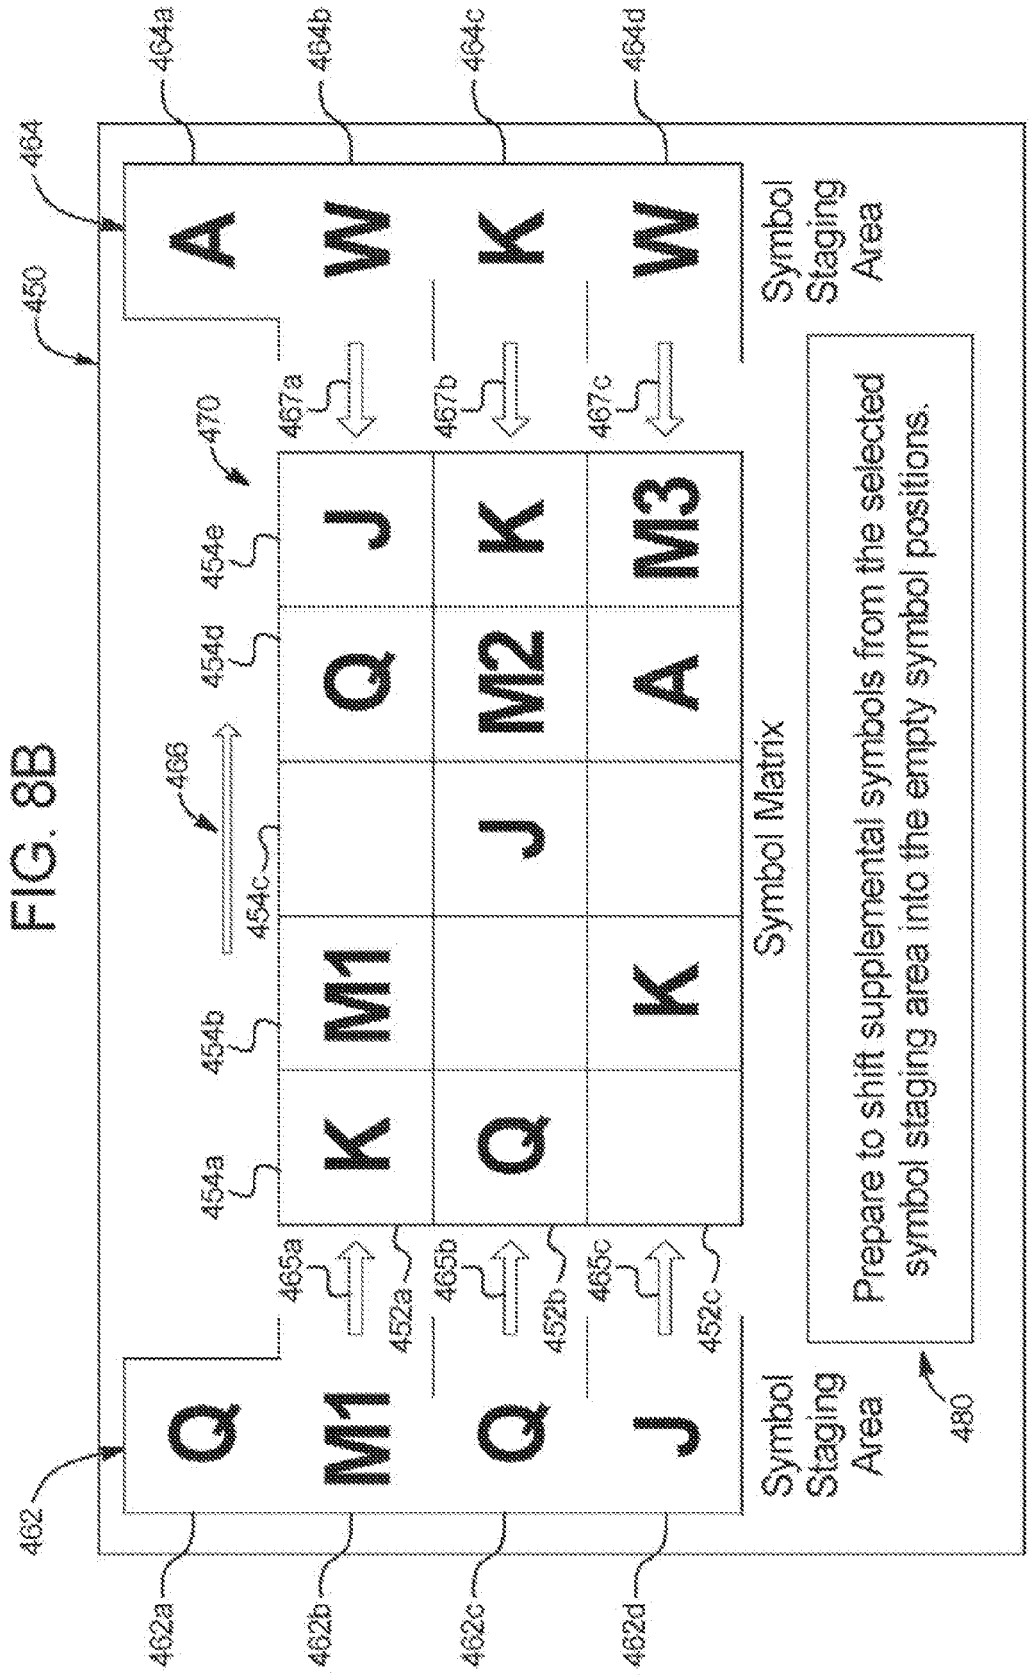 FIG. 8B
462 450 464
462a Q 466 470 A 464a
454a 454b 454c 454d 454e
465a 467a
462b M1 K M1 Q J W 464b
452a 465b 467b
462c Q Q J M2 K K 464c
452b 465c 467c
462d J K A M3 W 464d
452c
Symbol Matrix
Symbol
Staging
Area
Symbol
Staging
Area
Prepare to shift supplemental symbols from the selected
symbol staging area into the empty symbol positions.
480